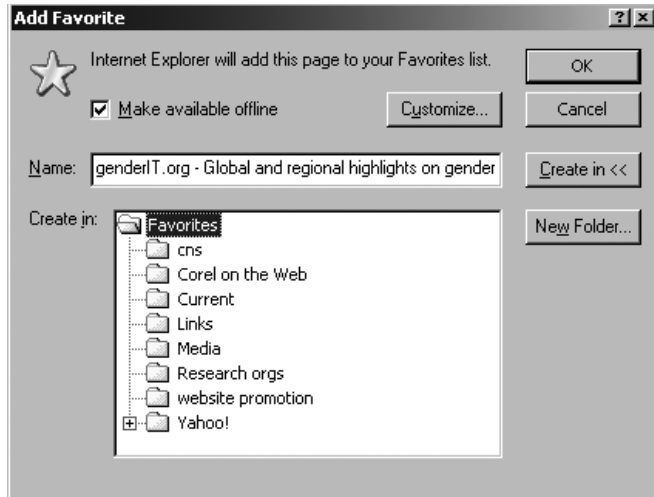 Add Favorite
Internet Explorer will add this page to your Favorites list.
OK
Make available offline
Customize...
Cancel
Name:
genderIT.org - Global and regional highlights on gender
Create in <<
Create in:
Favorites
New Folder...
cns
Corel on the Web
Current
Links
Media
Research orgs
website promotion
Yahoo!